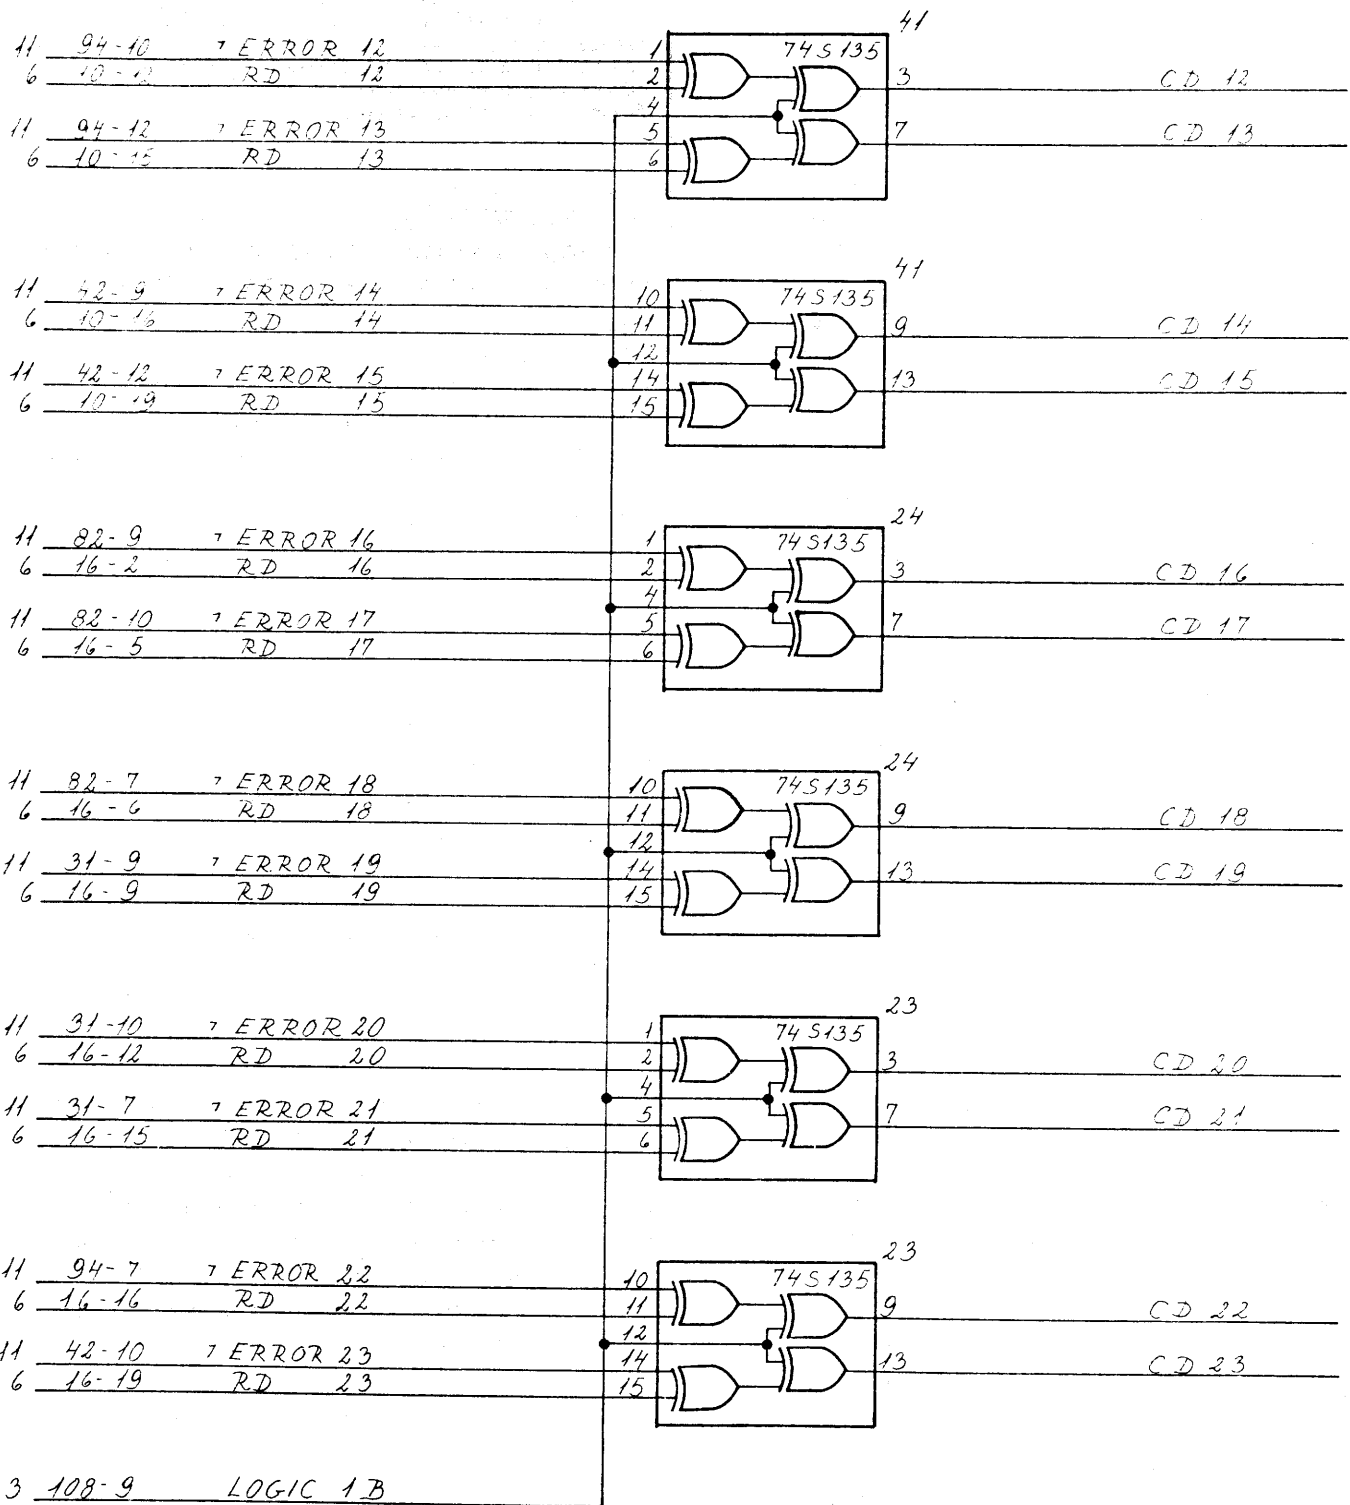 41
11 94-10 ¬ ERROR 12 1 74S135
6 10-12 RD 12 2 3 CD 12
4
11 94-12 ¬ ERROR 13 5 7 CD 13
6 10-15 RD 13 6
41
11 42-9 ¬ ERROR 14 10 74S135
6 10-16 RD 14 11 9 CD 14
12
11 42-12 ¬ ERROR 15 14 13 CD 15
6 10-19 RD 15 15
24
11 82-9 ¬ ERROR 16 1 74S135
6 16-2 RD 16 2 3 CD 16
4
11 82-10 ¬ ERROR 17 5 7 CD 17
6 16-5 RD 17 6
24
11 82-7 ¬ ERROR 18 10 74S135
6 16-6 RD 18 11 9 CD 18
12
11 31-9 ¬ ERROR 19 14 13 CD 19
6 16-9 RD 19 15
23
11 31-10 ¬ ERROR 20 1 74S135
6 16-12 RD 20 2 3 CD 20
4
11 31-7 ¬ ERROR 21 5 7 CD 21
6 16-15 RD 21 6
23
11 94-7 ¬ ERROR 22 10 74S135
6 16-16 RD 22 11 9 CD 22
12
11 42-10 ¬ ERROR 23 14 13 CD 23
6 16-19 RD 23 15
3 108-9 LOGIC 1B